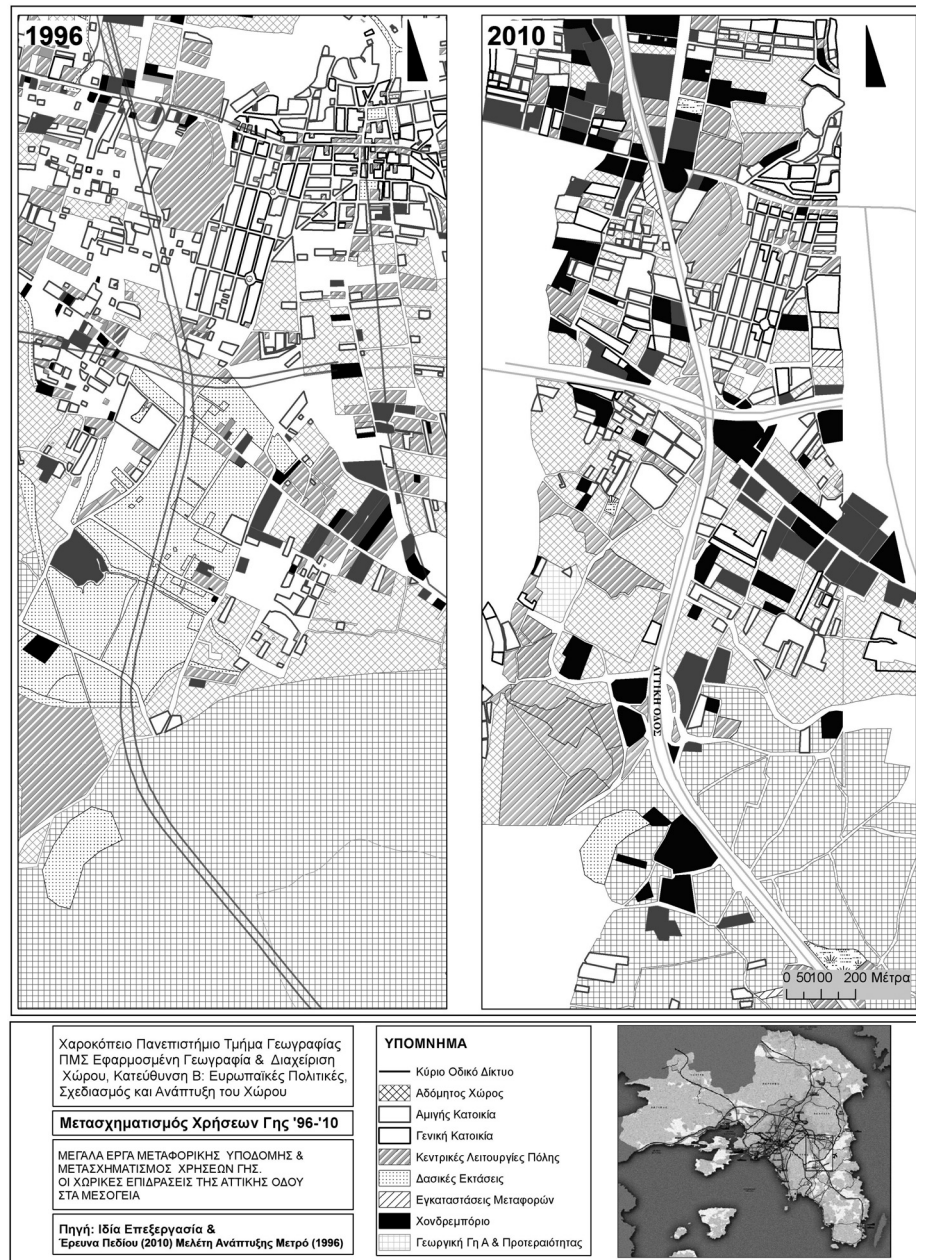 1996
2010
ΑΤΤΙΚΗ ΟΔΟΣ
0 50100 200 Μέτρα
Χαροκόπειο Πανεπιστήμιο Τμήμα Γεωγραφίας
ΠΜΣ Εφαρμοσμένη Γεωγραφία & Διαχείριση
Χώρου, Κατεύθυνση Β: Ευρωπαϊκές Πολιτικές,
Σχεδιασμός και Ανάπτυξη του Χώρου
Μετασχηματισμός Χρήσεων Γης '96-'10
ΜΕΓΑΛΑ ΕΡΓΑ ΜΕΤΑΦΟΡΙΚΗΣ ΥΠΟΔΟΜΗΣ &
ΜΕΤΑΣΧΗΜΑΤΙΣΜΟΣ ΧΡΗΣΕΩΝ ΓΗΣ.
ΟΙ ΧΩΡΙΚΕΣ ΕΠΙΔΡΑΣΕΙΣ ΤΗΣ ΑΤΤΙΚΗΣ ΟΔΟΥ
ΣΤΑ ΜΕΣΟΓΕΙΑ
Πηγή: Ιδία Επεξεργασία &
Έρευνα Πεδίου (2010) Μελέτη Ανάπτυξης Μετρό (1996)
ΥΠΟΜΝΗΜΑ
Κύριο Οδικό Δίκτυο
Αδόμητος Χώρος
Αμιγής Κατοικία
Γενική Κατοικία
Κεντρικές Λειτουργίες Πόλης
Δασικές Εκτάσεις
Εγκαταστάσεις Μεταφορών
Χονδρεμπόριο
Γεωργική Γη Α & Προτεραιότητας